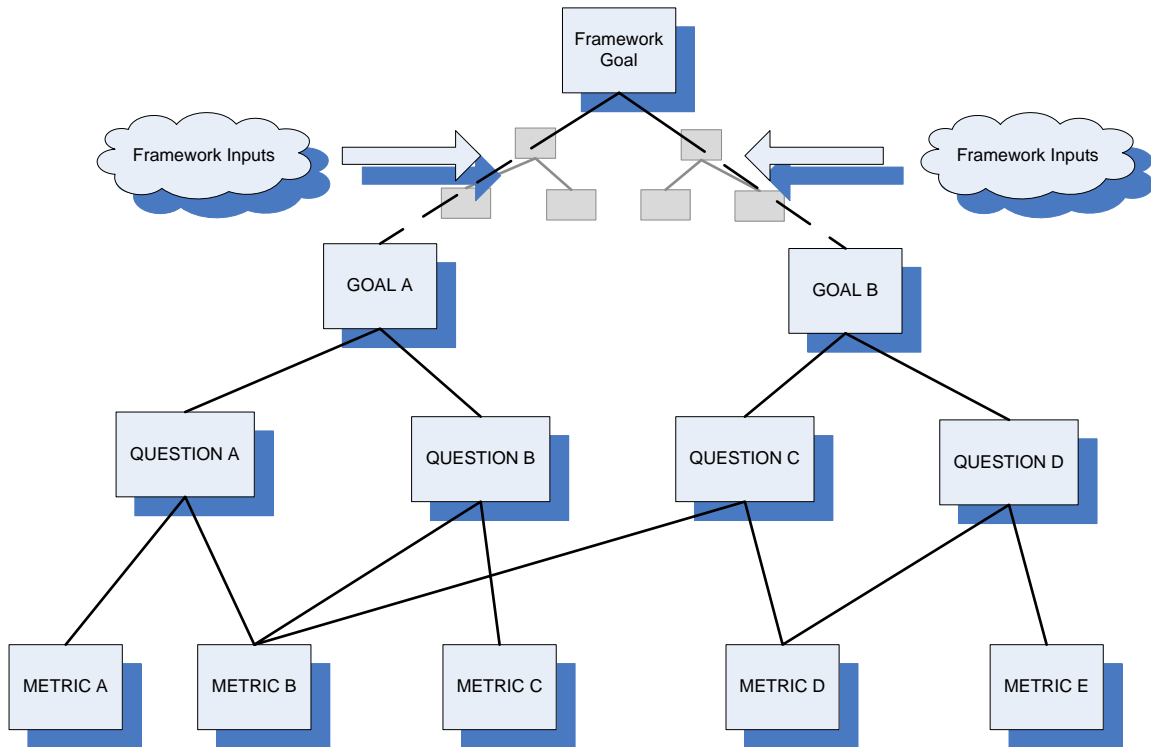 Framework
Goal
Framework Inputs
Framework Inputs
GOAL A
GOAL B
QUESTION A
QUESTION B
QUESTION C
QUESTION D
METRIC A
METRIC B
METRIC C
METRIC D
METRIC E